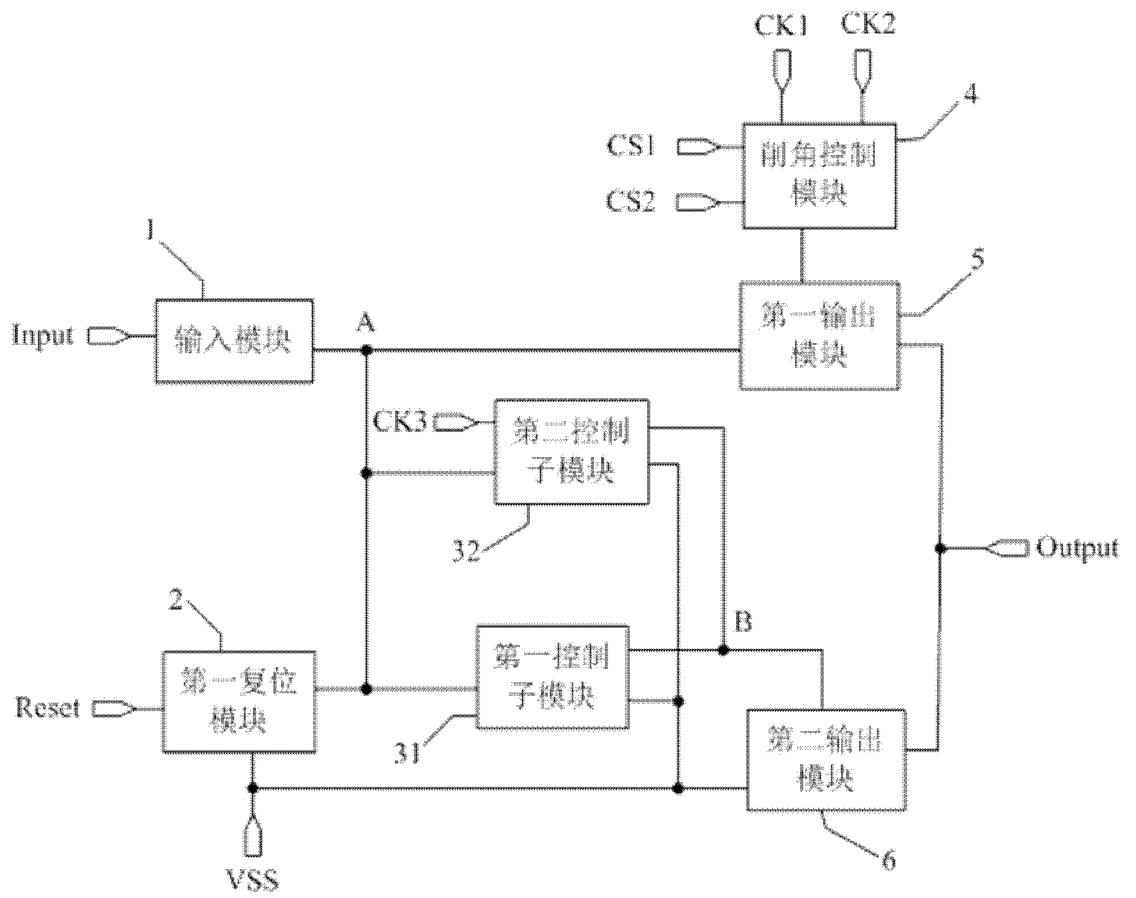 CK1
CK2
4
CS1
削角控制
模块
CS2
1
5
Input
输入模块
A
第一输出
模块
CK3
第二控制
子模块
32
Output
2
B
Reset
第一复位
模块
第一控制
子模块
31
第二输出
模块
VSS
6